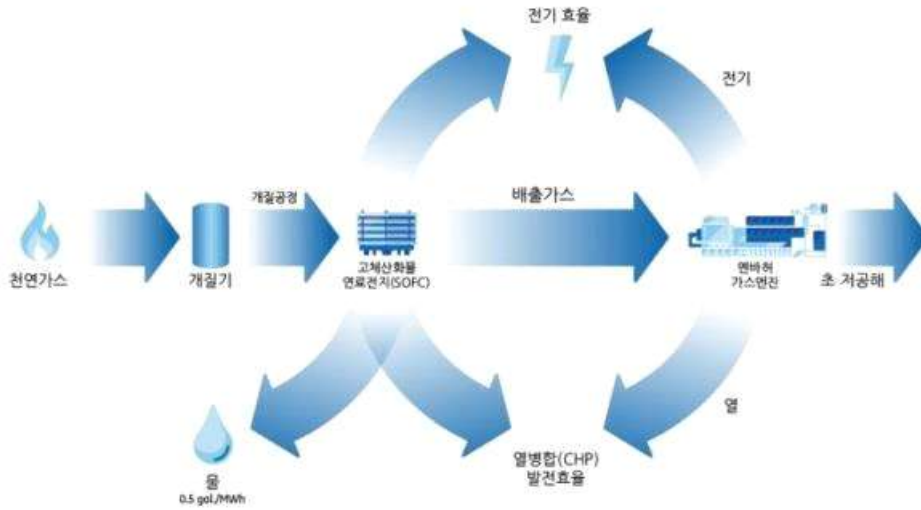 전기 효율
전기
개질공정
배출가스
천연가스
개질기
고체산화물
연료전지(SOFC)
옌바허
가스엔진
초 저공해
물
0.5 gal./MWh
열
열병합(CHP)
발전효율